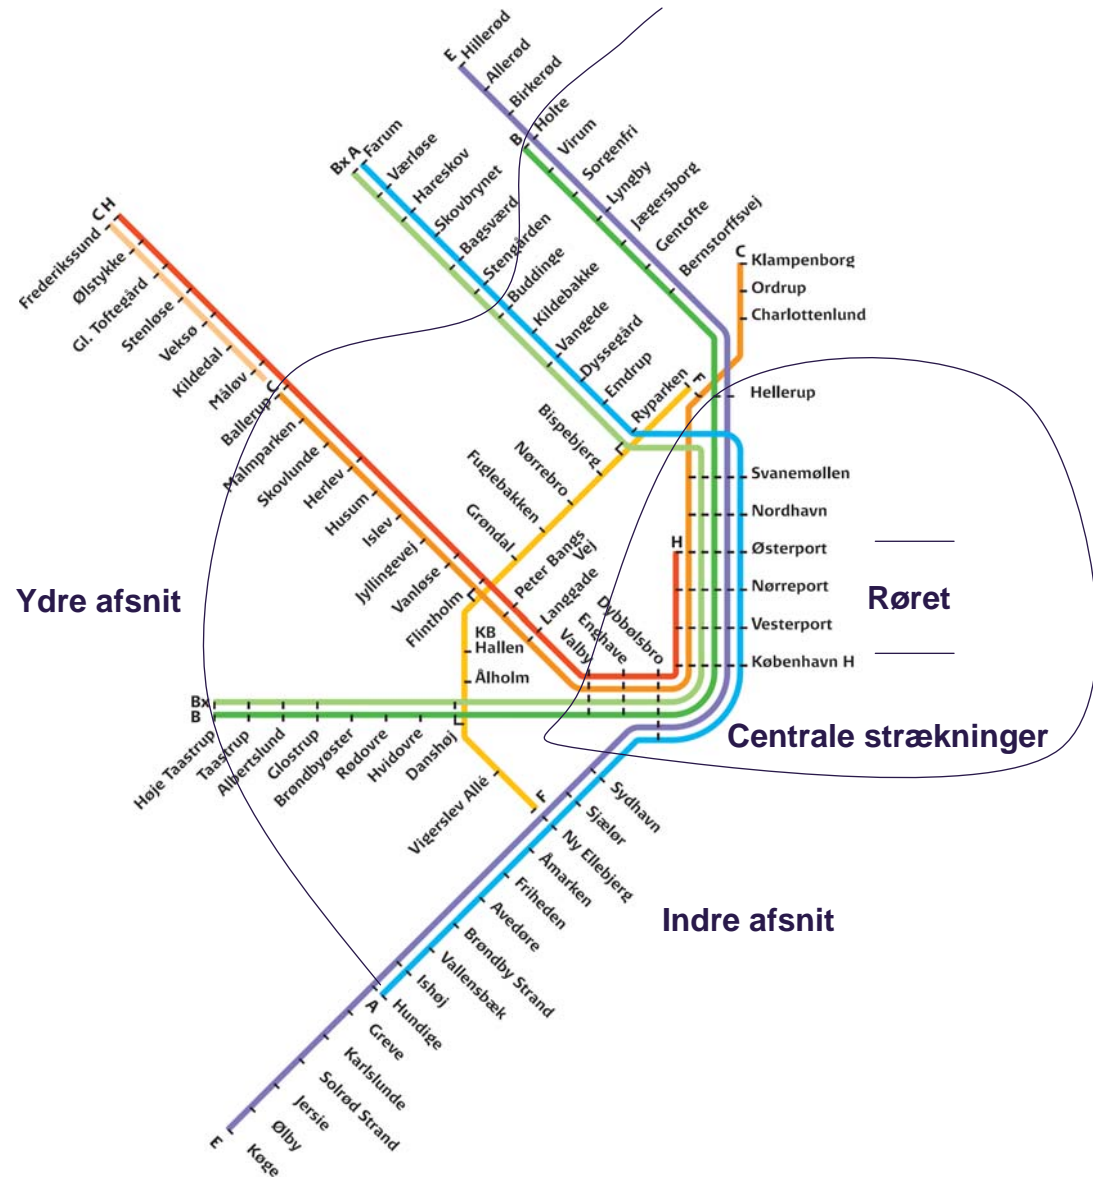 E
Hillerød
Allerød
Birkerød
Holte
B
Virum
Sorgenfri
Lyngby
Jægersborg
Gentofte
Bernstorffsvej
Bx A
Farum
Værløse
Hareskov
Skovbrynet
Bagsværd
Stengården
Buddinge
Kildebakke
Vangede
Dyssegård
Emdrup
Ryparken
C H
Frederikssund
Ølstykke
Gl. Toftegård
Stenløse
Veksø
Kildedal
Måløv
C
Ballerup
Malmparken
Skovlunde
Herlev
Husum
Islev
Jyllingevej
Vanløse
Flintholm
Peter Bangs
Vej
Langgade
Valby
Enghave
Dybbølsbro
C
Klampenborg
Ordrup
Charlottenlund
F
Hellerup
Bispebjerg
Nørrebro
Fuglebakken
Grøndal
KB
Hallen
Ålholm
Svanemøllen
Nordhavn
H
Østerport
Nørreport
Vesterport
København H
Røret
Ydre afsnit
Centrale strækninger
Indre afsnit
Bx
B
Høje Taastrup
Taastrup
Albertslund
Glostrup
Brøndbyøster
Rødovre
Hvidovre
Danshøj
Vigerslev Allé
F
Sydhavn
Sjælør
Ny Ellebjerg
Åmarken
Friheden
Avedøre
Brøndby Strand
Vallensbæk
Ishøj
A
Hundige
Greve
Karlslunde
Solrød Strand
Jersie
Ølby
E
Køge